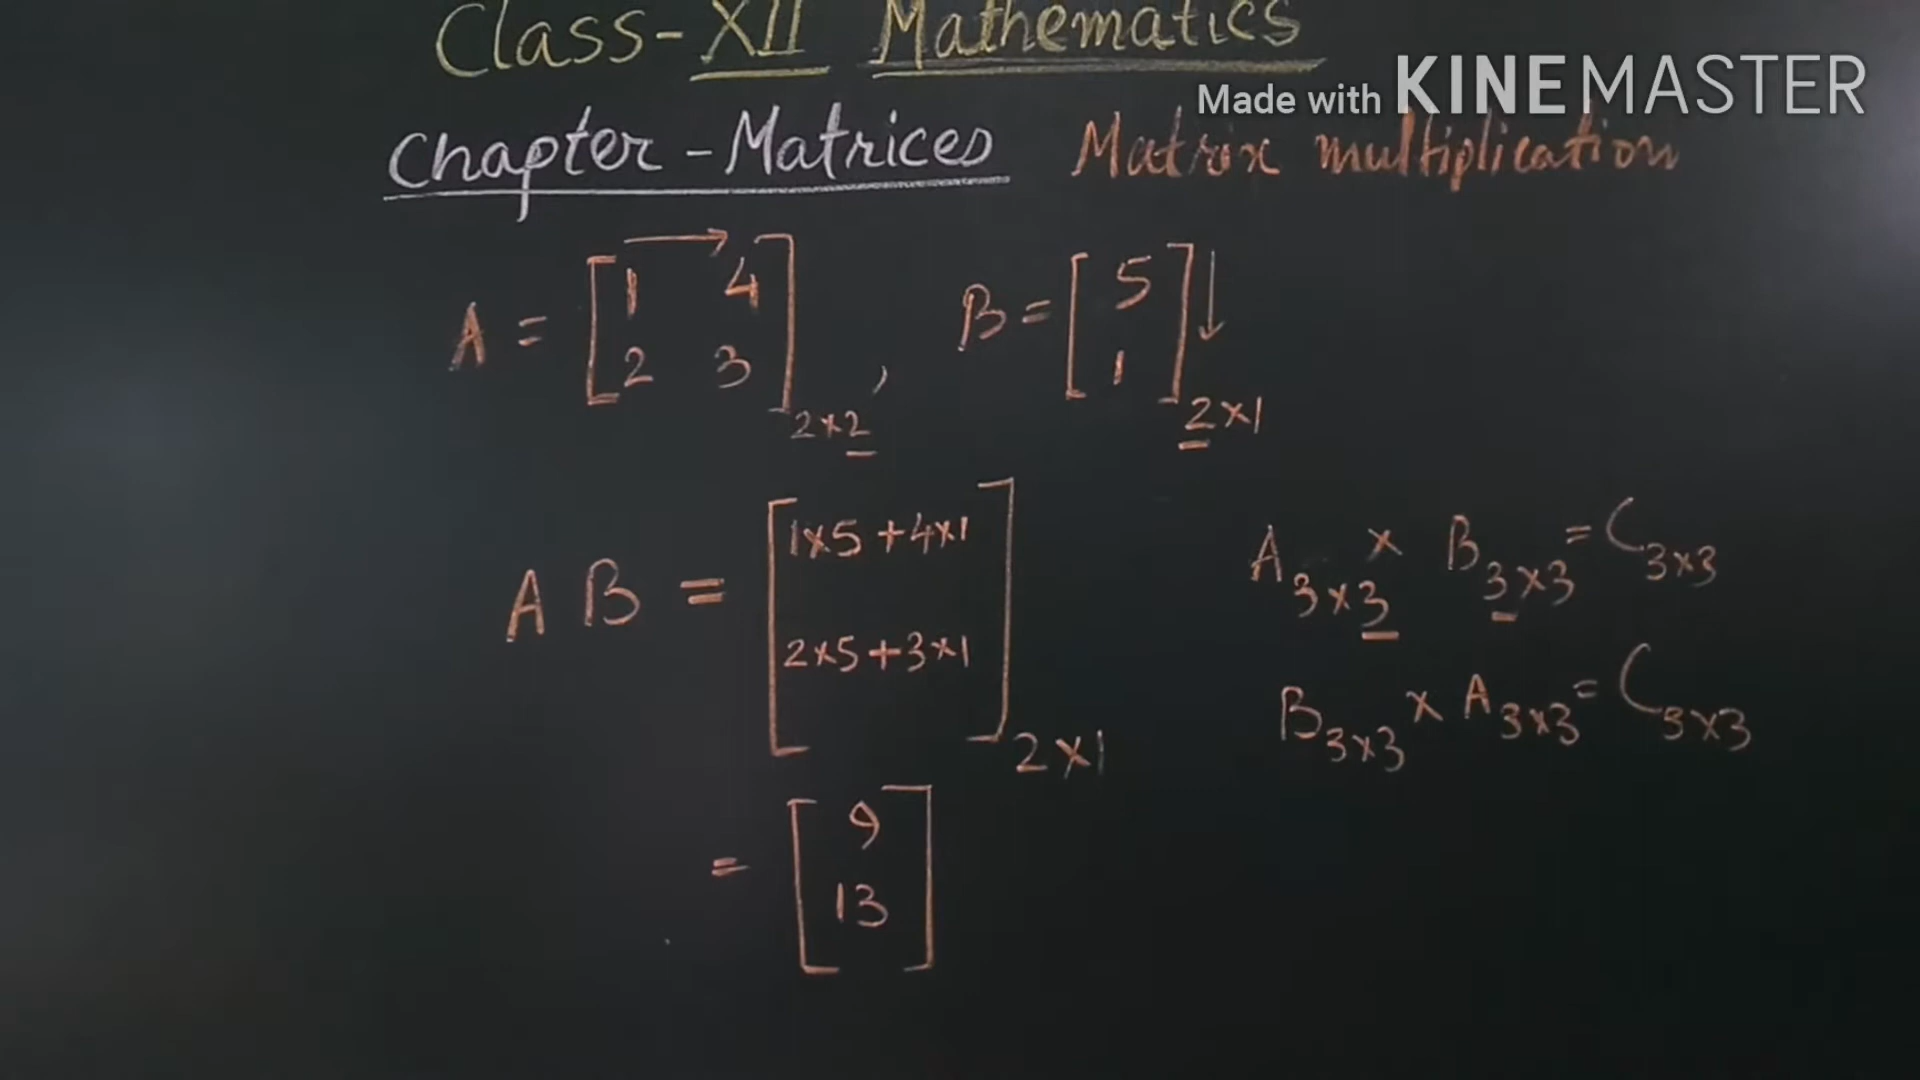 Class-XII Mathematics
Made with KINEMASTER
Chapter - Matrices Matrix multiplication
A = [1 4
2 3]2×2 , B = [5
1]2×1
AB = [1×5+4×1
2×5+3×1]2×1
= [9
13]
A3×3 × B3×3 = C3×3
B3×3 × A3×3 = C3×3